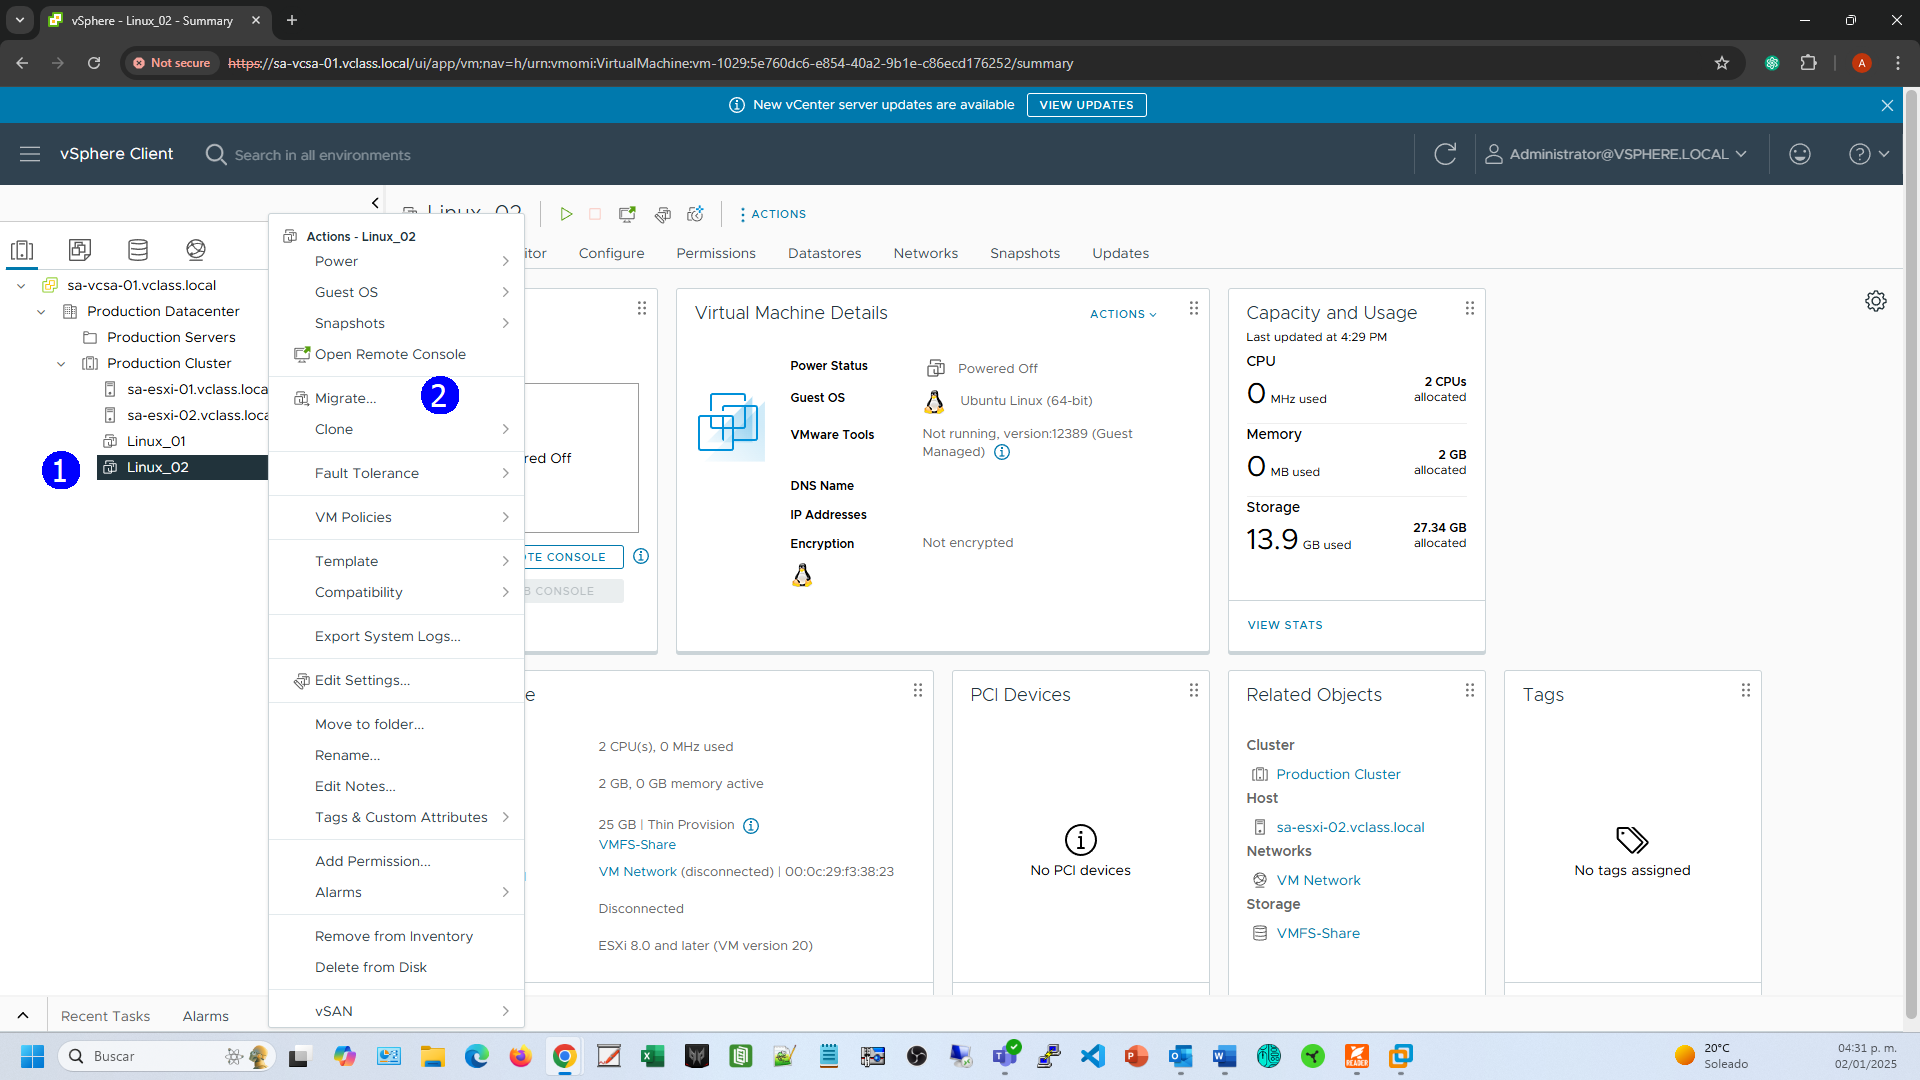 vSphere - Linux_02 - Summary
Not secure
https://sa-vcsa-01.vclass.local/ui/app/vm;nav=h/urn:vmomi:VirtualMachine:vm-1029:5e760dc6-e854-40a2-9b1e-c86ecd176252/summary
A
New vCenter server updates are available
VIEW UPDATES
vSphere Client
Search in all environments
Administrator@VSPHERE.LOCAL
Linux_02
ACTIONS
itor
Configure
Permissions
Datastores
Networks
Snapshots
Updates
sa-vcsa-01.vclass.local
Production Datacenter
Production Servers
Production Cluster
sa-esxi-01.vclass.loca
sa-esxi-02.vclass.loca
Linux_01
1
Linux_02
Actions - Linux_02
Power
Guest OS
Snapshots
Open Remote Console
Migrate...
2
Clone
Fault Tolerance
VM Policies
Template
Compatibility
Export System Logs...
Edit Settings...
Move to folder...
Rename...
Edit Notes...
Tags & Custom Attributes
Add Permission...
Alarms
Remove from Inventory
Delete from Disk
vSAN
red Off
TE CONSOLE
B CONSOLE
Virtual Machine Details
ACTIONS
Power Status
Powered Off
Guest OS
Ubuntu Linux (64-bit)
VMware Tools
Not running, version:12389 (Guest
Managed)
DNS Name
IP Addresses
Encryption
Not encrypted
Capacity and Usage
Last updated at 4:29 PM
CPU
0 MHz used
2 CPUs
allocated
Memory
0 MB used
2 GB
allocated
Storage
13.9 GB used
27.34 GB
allocated
VIEW STATS
e
2 CPU(s), 0 MHz used
2 GB, 0 GB memory active
25 GB | Thin Provision
VMFS-Share
VM Network (disconnected) | 00:0c:29:f3:38:23
Disconnected
ESXi 8.0 and later (VM version 20)
PCI Devices
No PCI devices
Related Objects
Cluster
Production Cluster
Host
sa-esxi-02.vclass.local
Networks
VM Network
Storage
VMFS-Share
Tags
No tags assigned
Recent Tasks
Alarms
Buscar
READER
20°C
Soleado
04:31 p. m.
02/01/2025